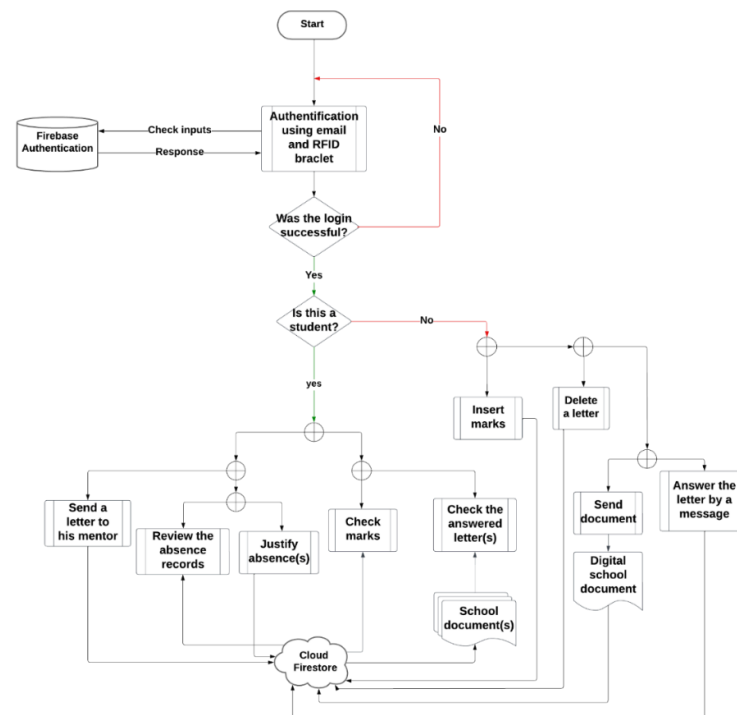 Start
Authentification
using email
and RFID
braclet
No
Firebase
Authentication
Check inputs
Response
Was the login
successful?
Yes
Is this a
student?
No
yes
Insert
marks
Delete
a letter
Send a
letter to
his mentor
Review the
absence
records
Justify
absence(s)
Check
marks
Check the
answered
letter(s)
Send
document
Answer the
letter by a
message
Digital
school
document
School
document(s)
Cloud
Firestore